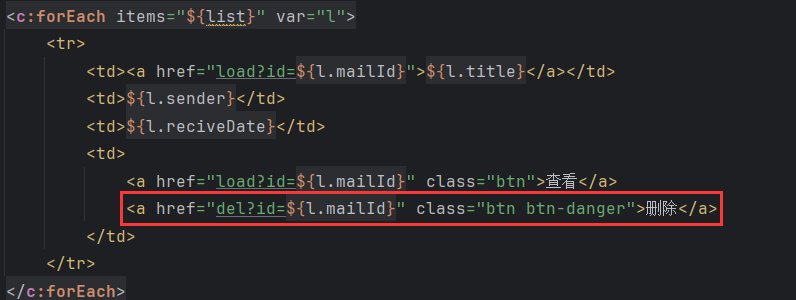 <c:forEach items="${list}" var="l">
<tr>
<td><a href="load?id=${l.mailId}">${l.title}</a></td>
<td>${l.sender}</td>
<td>${l.reciveDate}</td>
<td>
<a href="load?id=${l.mailId}" class="btn">查看</a>
<a href="del?id=${l.mailId}" class="btn btn-danger">删除</a>
</td>
</tr>
</c:forEach>